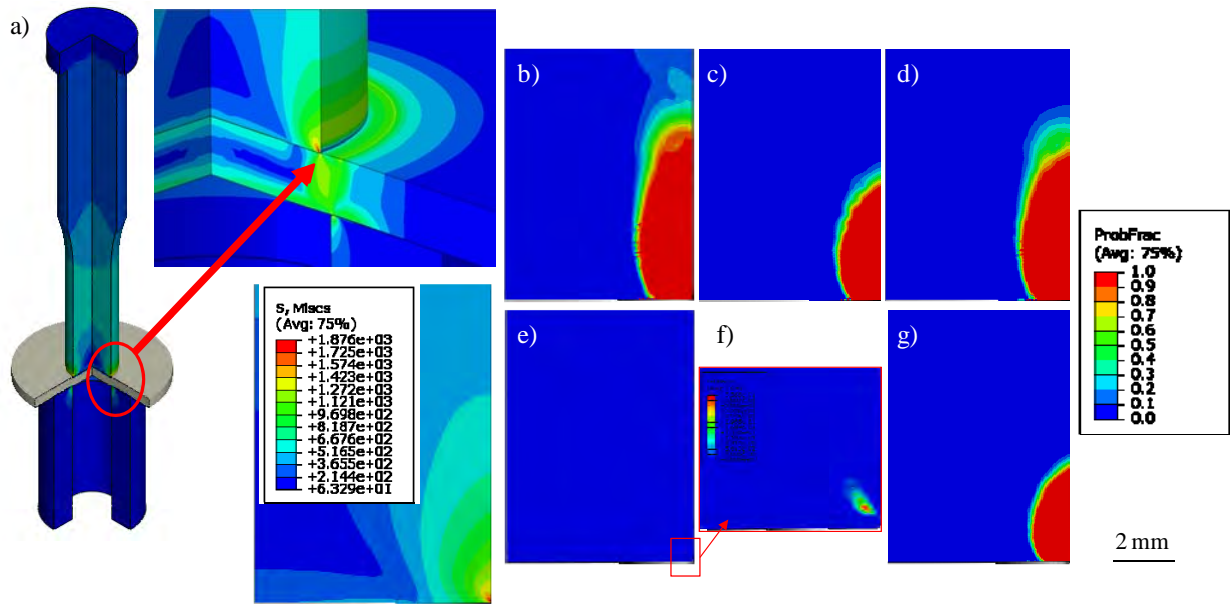 a)
S, Mises
(Avg: 75%)
+1.876e+03
+1.725e+03
+1.574e+03
+1.423e+03
+1.272e+03
+1.121e+03
+9.698e+02
+8.187e+02
+6.676e+02
+5.165e+02
+3.655e+02
+2.144e+02
+6.329e+01
b)
c)
d)
e)
f)
g)
ProbFrac
(Avg: 75%)
1.0
0.9
0.8
0.7
0.6
0.5
0.4
0.3
0.2
0.1
0.0
2 mm